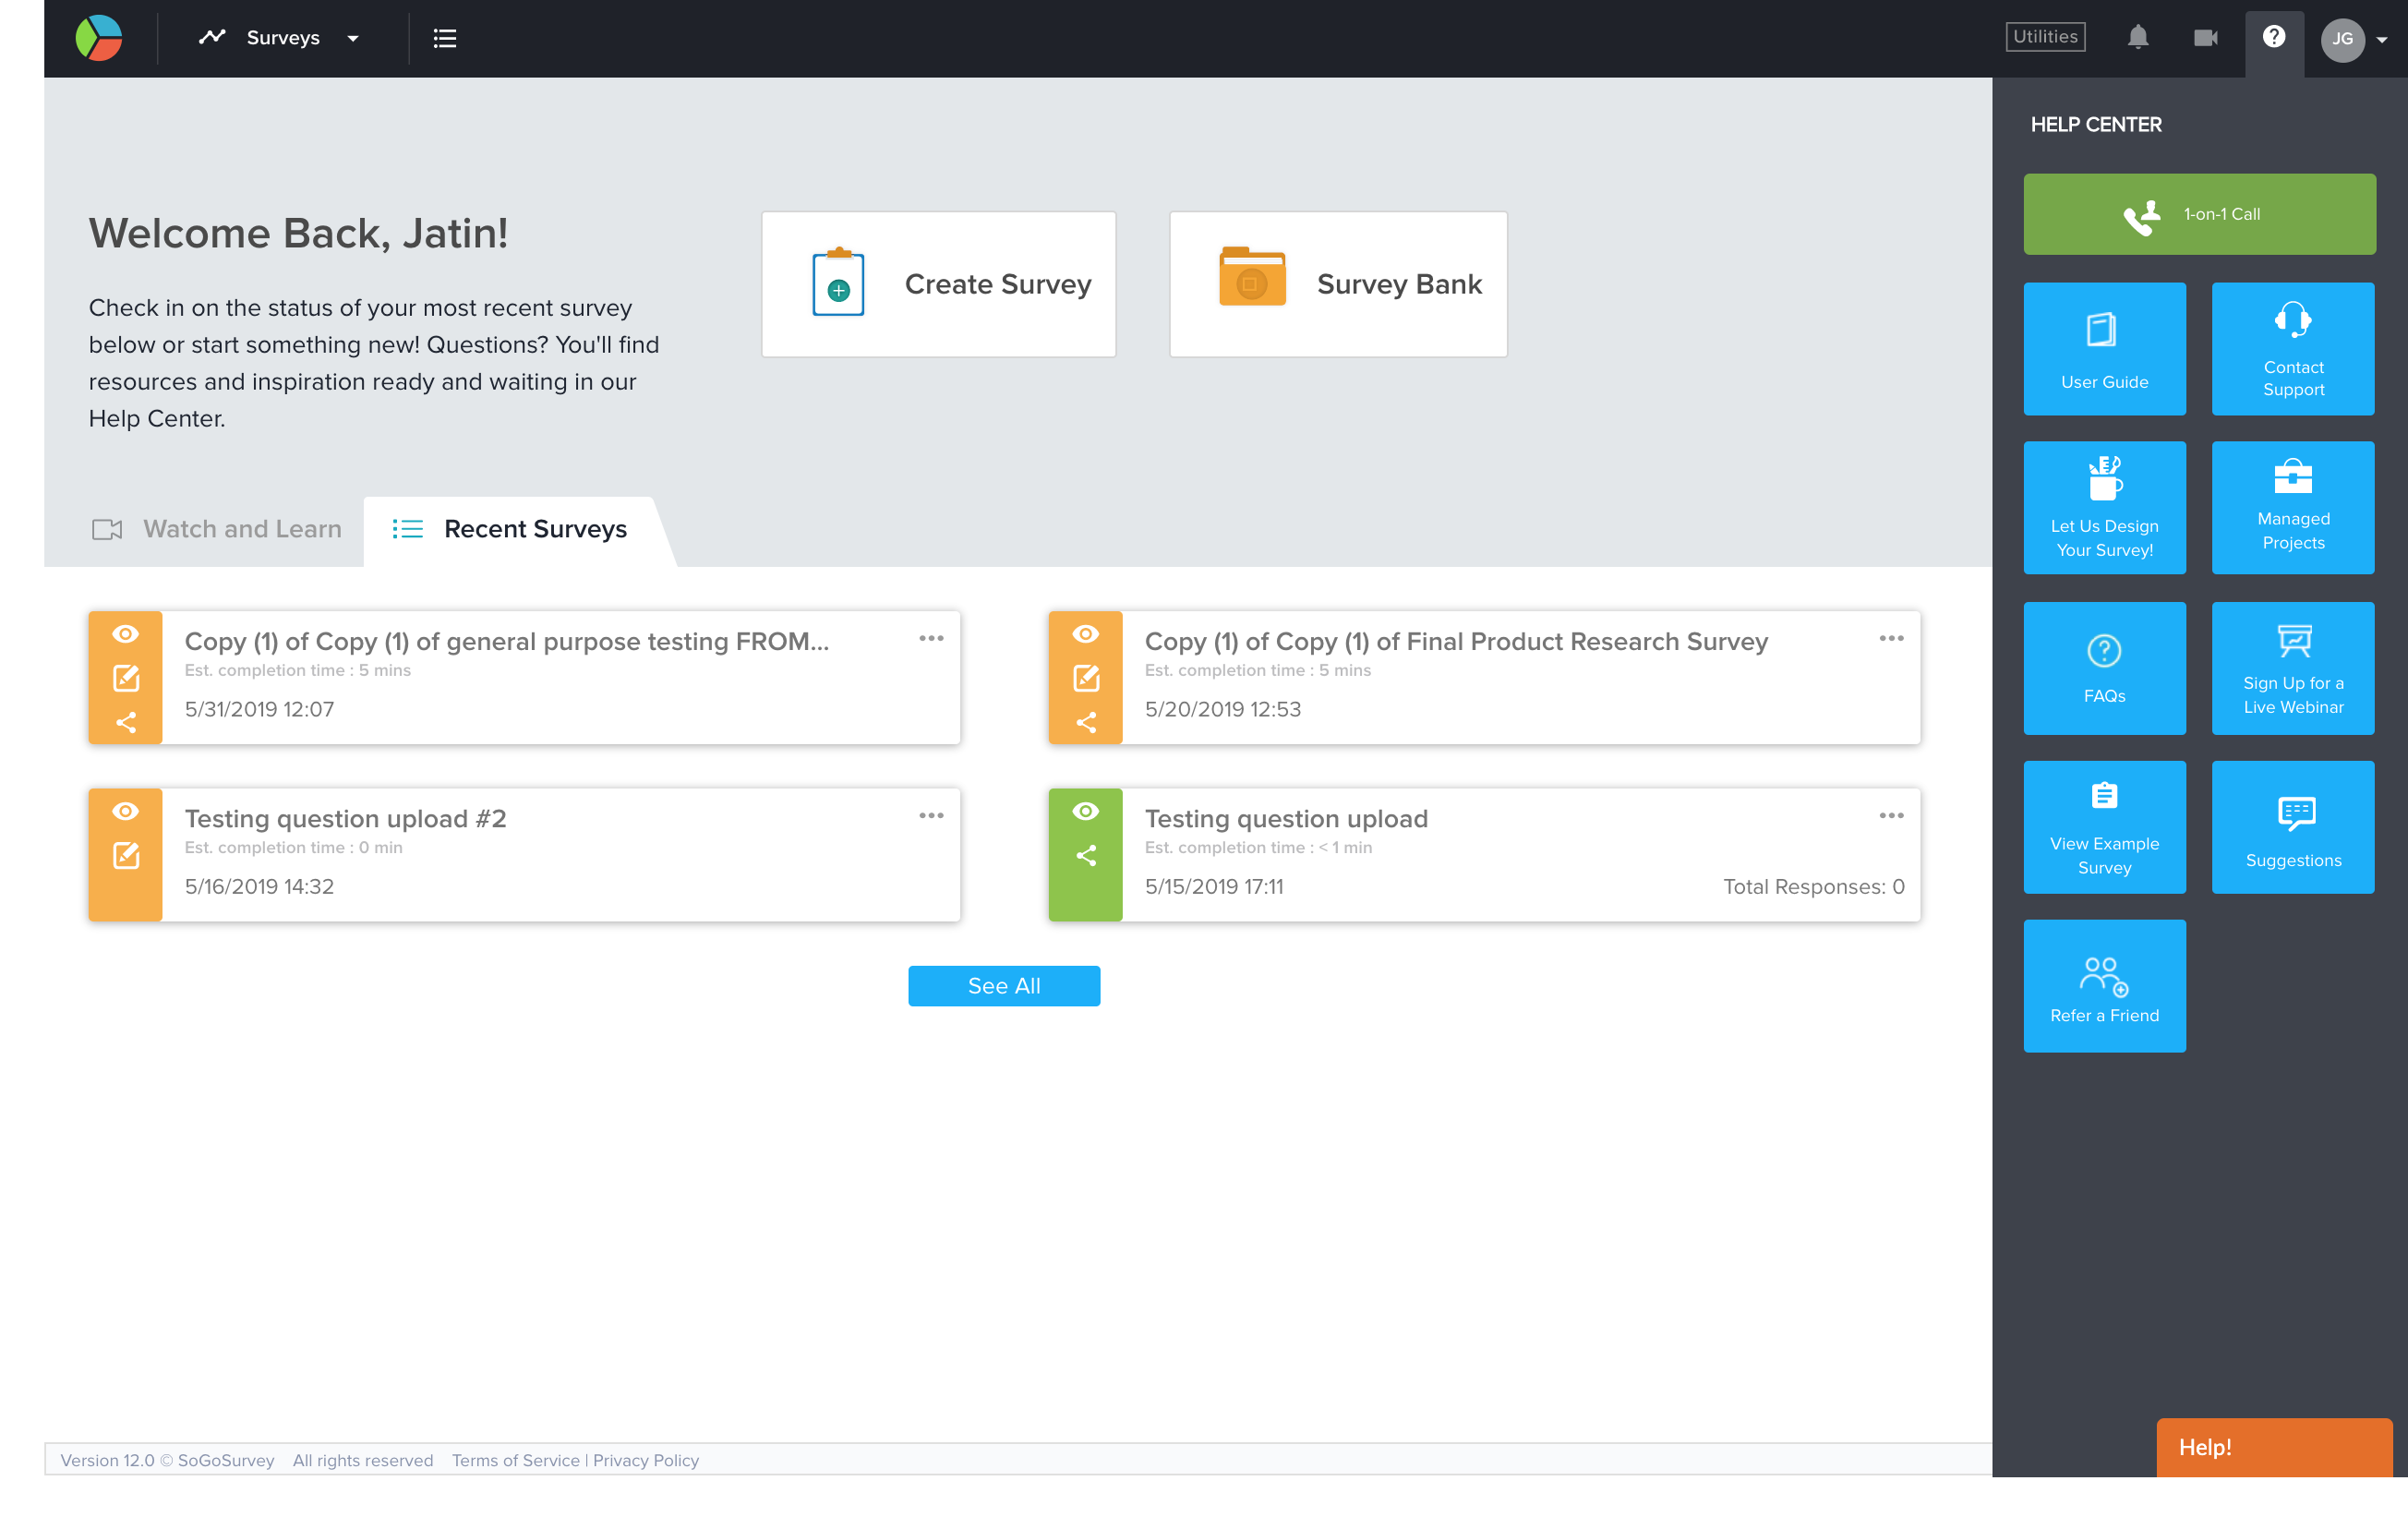 Surveys
Utilities
JG
HELP CENTER
1-on-1 Call
Welcome Back, Jatin!
Check in on the status of your most recent survey
below or start something new! Questions? You'll find
resources and inspiration ready and waiting in our
Help Center.
Create Survey
Survey Bank
User Guide
Contact
Support
Let Us Design
Your Survey!
Managed
Projects
Watch and Learn
Recent Surveys
Copy (1) of Copy (1) of general purpose testing FROM...
Est. completion time : 5 mins
5/31/2019 12:07
Copy (1) of Copy (1) of Final Product Research Survey
Est. completion time : 5 mins
5/20/2019 12:53
FAQs
Sign Up for a
Live Webinar
Testing question upload #2
Est. completion time : 0 min
5/16/2019 14:32
Testing question upload
Est. completion time : < 1 min
5/15/2019 17:11
Total Responses: 0
View Example
Survey
Suggestions
See All
Refer a Friend
Help!
Version 12.0 © SoGoSurvey All rights reserved Terms of Service | Privacy Policy